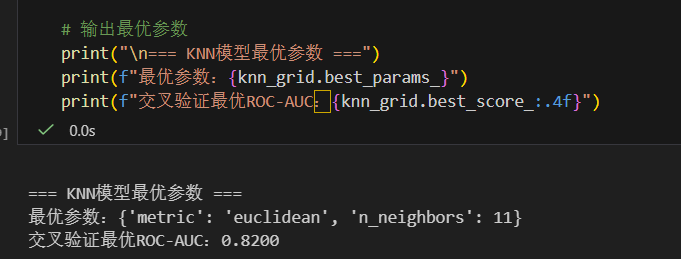 # 输出最优参数
print("\n=== KNN模型最优参数 ===")
print(f"最优参数：{knn_grid.best_params_}")
print(f"交叉验证最优ROC-AUC：{knn_grid.best_score_:.4f}")
0.0s
=== KNN模型最优参数 ===
最优参数：{'metric': 'euclidean', 'n_neighbors': 11}
交叉验证最优ROC-AUC：0.8200